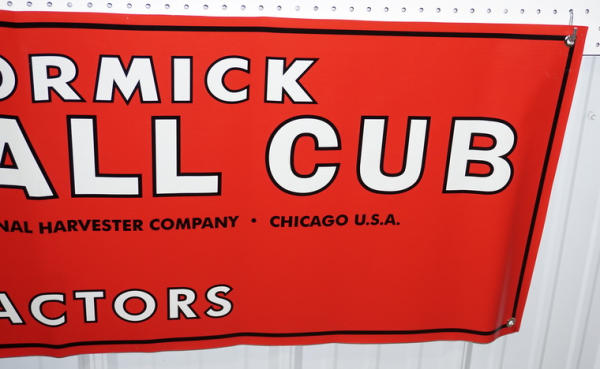 ORMICK
ALL CUB
NAL HARVESTER COMPANY • CHICAGO U.S.A.
ACTORS